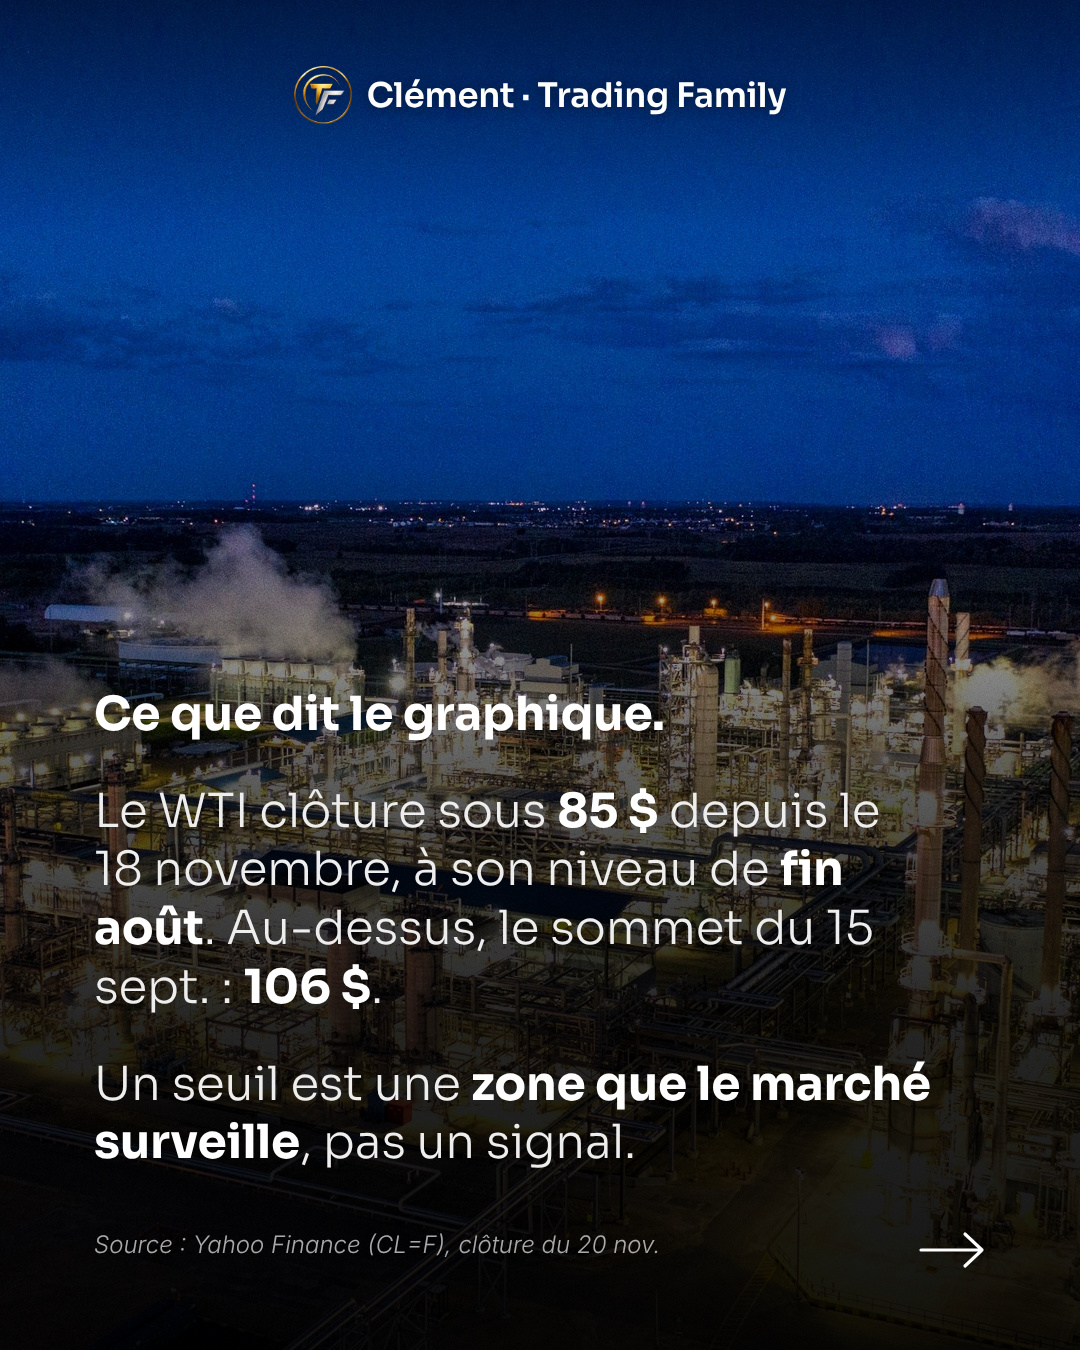 TF Clément · Trading Family
Ce que dit le graphique.
Le WTI clôture sous 85 $ depuis le
18 novembre, à son niveau de fin
août. Au-dessus, le sommet du 15
sept. : 106 $.
Un seuil est une zone que le marché
surveille, pas un signal.
Source : Yahoo Finance (CL=F), clôture du 20 nov.